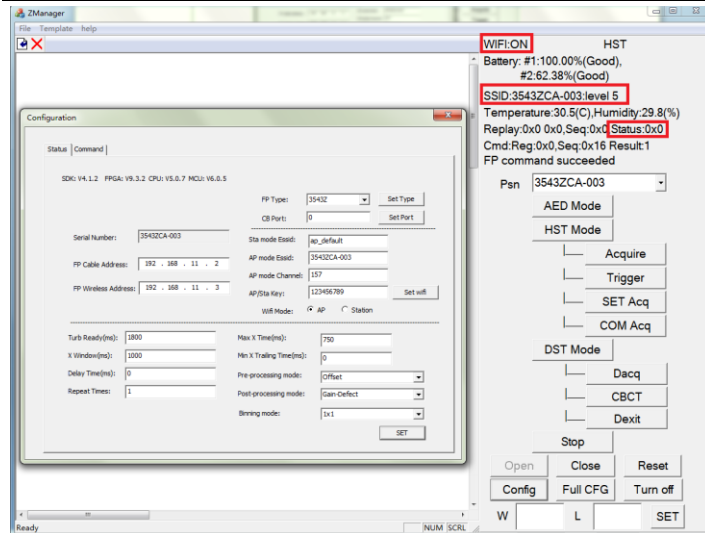 ZManager
File Template help
WIFI:ON HST
Battery: #1:100.00%(Good),
#2:62.38%(Good)
SSID:3543ZCA-003:level 5
Temperature:30.5(C),Humidity:29.8(%)
Replay:0x0 0x0,Seq:0x0,Status:0x0
Cmd:Reg:0x0,Seq:0x16 Result:1
FP command succeeded
Psn 3543ZCA-003
AED Mode
HST Mode
Acquire
Trigger
SET Acq
COM Acq
DST Mode
Dacq
CBCT
Dexit
Stop
Open Close Reset
Config Full CFG Turn off
W L SET
Configuration
Status Command
SDK: V4.1.2 FPGA: V9.3.2 CPU: V5.0.7 MCU: V6.0.5
FP Type: 3543Z Set Type
CB Port: 0 Set Port
Serial Number: 3543ZCA-003
FP Cable Address: 192 . 168 . 11 . 2
FP Wireless Address: 192 . 168 . 11 . 3
Sta mode Essid: ap_default
AP mode Essid: 3543ZCA-003
AP mode Channel: 157
AP/Sta Key: 123456789 Set wifi
Wifi Mode: AP Station
Turb Ready(ms): 1800
X Window(ms): 1000
Delay Time(ms): 0
Repeat Times: 1
Max X Time(ms): 750
Min X Trailing Time(ms): 0
Pre-processing mode: Offset
Post-processing mode: Gain-Defect
Binning mode: 1x1
SET
Ready NUM SCRL